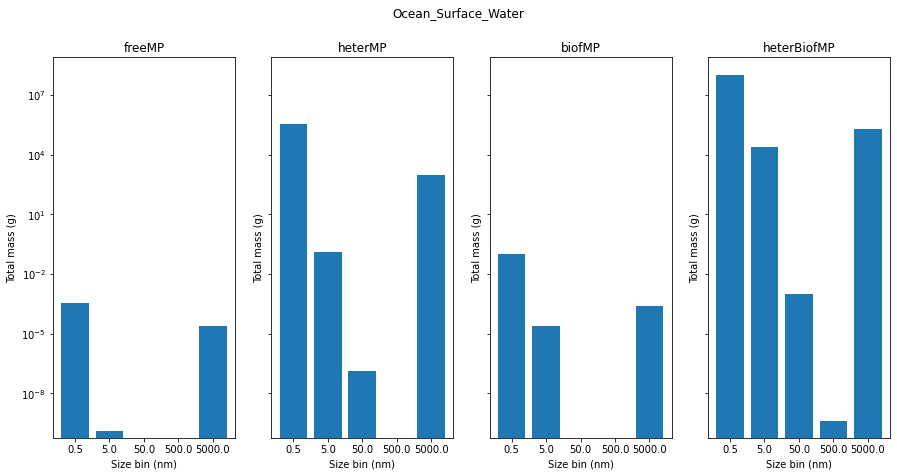 Ocean_Surface_Water
freeMP
heterMP
biofMP
heterBiofMP
Total mass (g)
10^7
10^4
10^1
10^-2
10^-5
10^-8
0.5 5.0 50.0 500.0 5000.0
Size bin (nm)
Total mass (g)
0.5 5.0 50.0 500.0 5000.0
Size bin (nm)
Total mass (g)
0.5 5.0 50.0 500.0 5000.0
Size bin (nm)
Total mass (g)
0.5 5.0 50.0 500.0 5000.0
Size bin (nm)